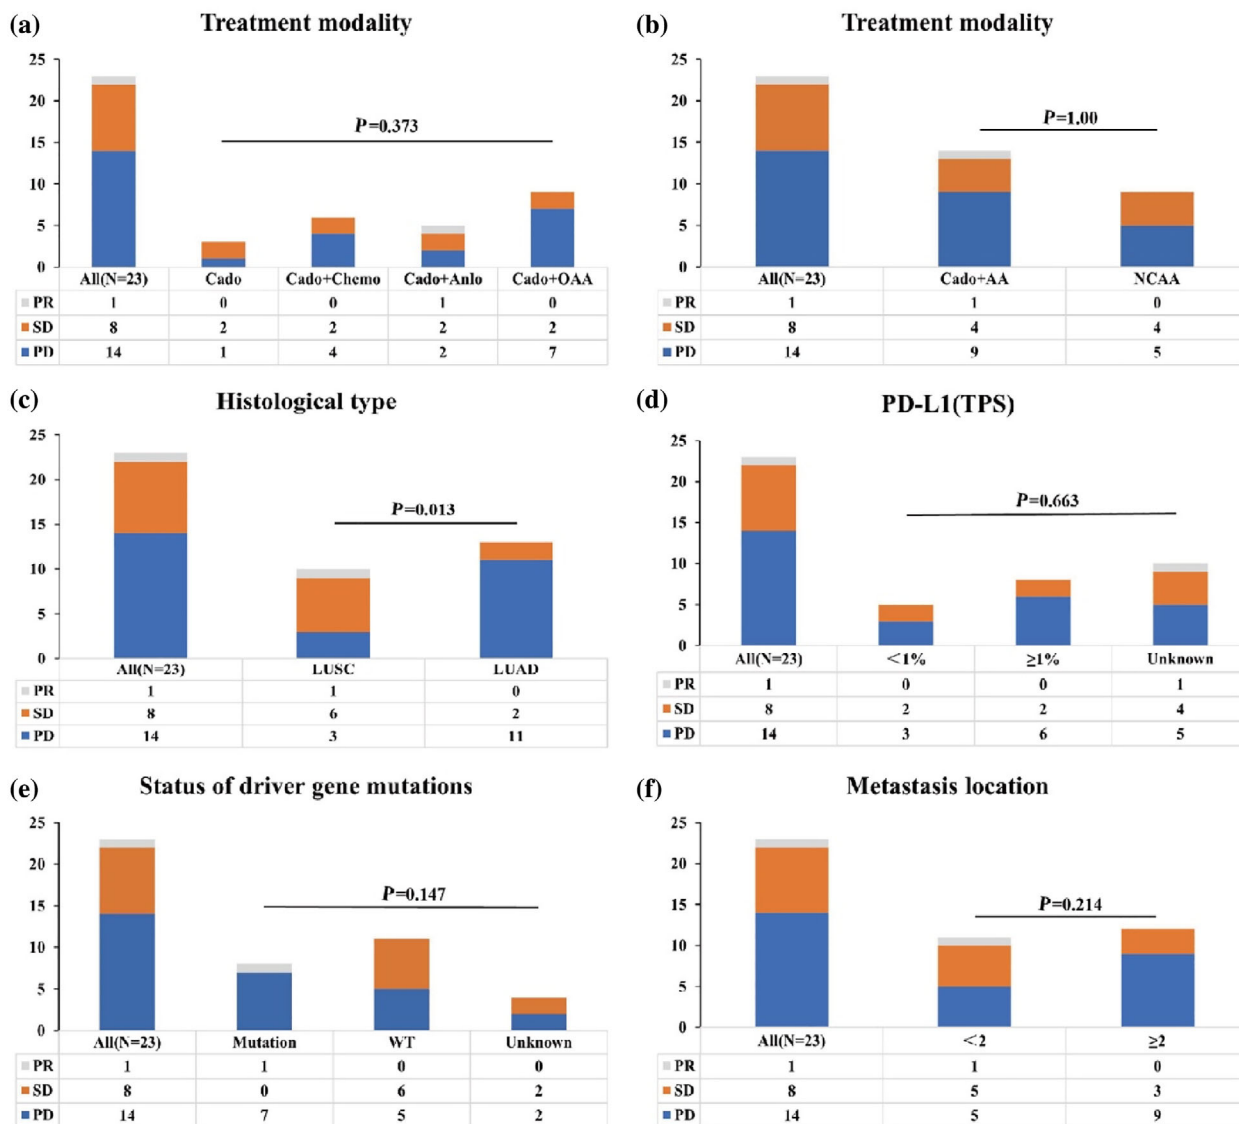 (a) Treatment modality
25
20
15
10
5
0
P=0.373
All(N=23) Cado Cado+Chemo Cado+Anlo Cado+OAA
PR 1 0 0 1 0
SD 8 2 2 2 2
PD 14 1 4 2 7
(b) Treatment modality
25
20
15
10
5
0
P=1.00
All(N=23) Cado+AA NCAA
PR 1 1 0
SD 8 4 4
PD 14 9 5
(c) Histological type
25
20
15
10
5
0
P=0.013
All(N=23) LUSC LUAD
PR 1 1 0
SD 8 6 2
PD 14 3 11
(d) PD-L1(TPS)
25
20
15
10
5
0
P=0.663
All(N=23) <1% ≥1% Unknown
PR 1 0 0 1
SD 8 2 2 4
PD 14 3 6 5
(e) Status of driver gene mutations
25
20
15
10
5
0
P=0.147
All(N=23) Mutation WT Unknown
PR 1 1 0 0
SD 8 0 6 2
PD 14 7 5 2
(f) Metastasis location
25
20
15
10
5
0
P=0.214
All(N=23) <2 ≥2
PR 1 1 0
SD 8 5 3
PD 14 5 9